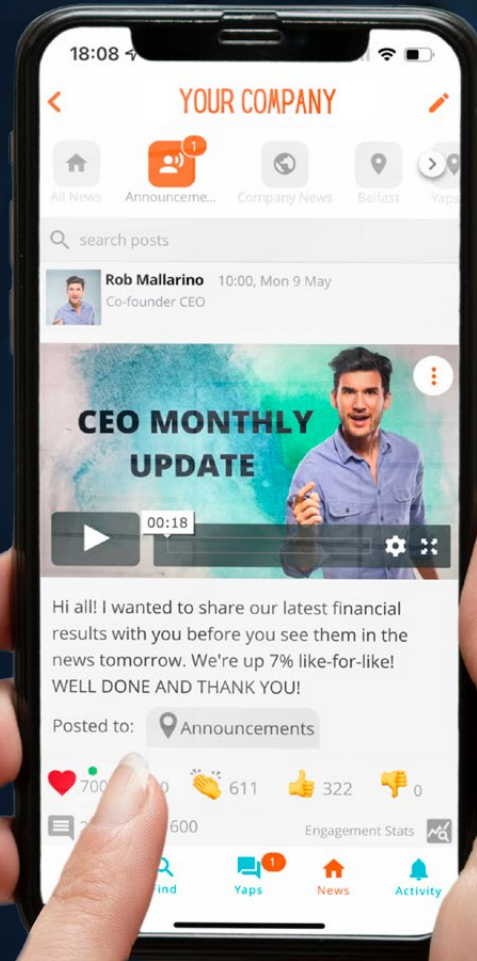 18:08
YOUR COMPANY
1
All News
Announceme...
Company News
Belfast
Yaps
search posts
Rob Mallarino
10:00, Mon 9 May
Co-founder CEO
CEO MONTHLY
UPDATE
00:18
Hi all! I wanted to share our latest financial
results with you before you see them in the
news tomorrow. We're up 7% like-for-like!
WELL DONE AND THANK YOU!
Posted to:
Announcements
700
611
322
0
600
Engagement Stats
Find
Yaps
1
News
Activity